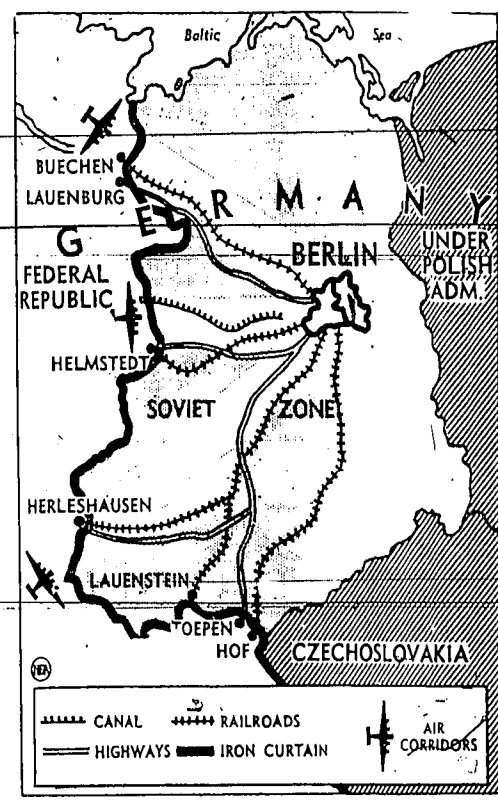 Baltic Sea
BUECHEN
LAUENBURG
GERMANY
BERLIN
UNDER
POLISH
ADM.
FEDERAL
REPUBLIC
HELMSTEDT
SOVIET ZONE
HERLESHAUSEN
LAUENSTEIN
TOEPEN
HOF
CZECHOSLOVAKIA
NEA
CANAL
RAILROADS
HIGHWAYS
IRON CURTAIN
AIR
CORRIDORS